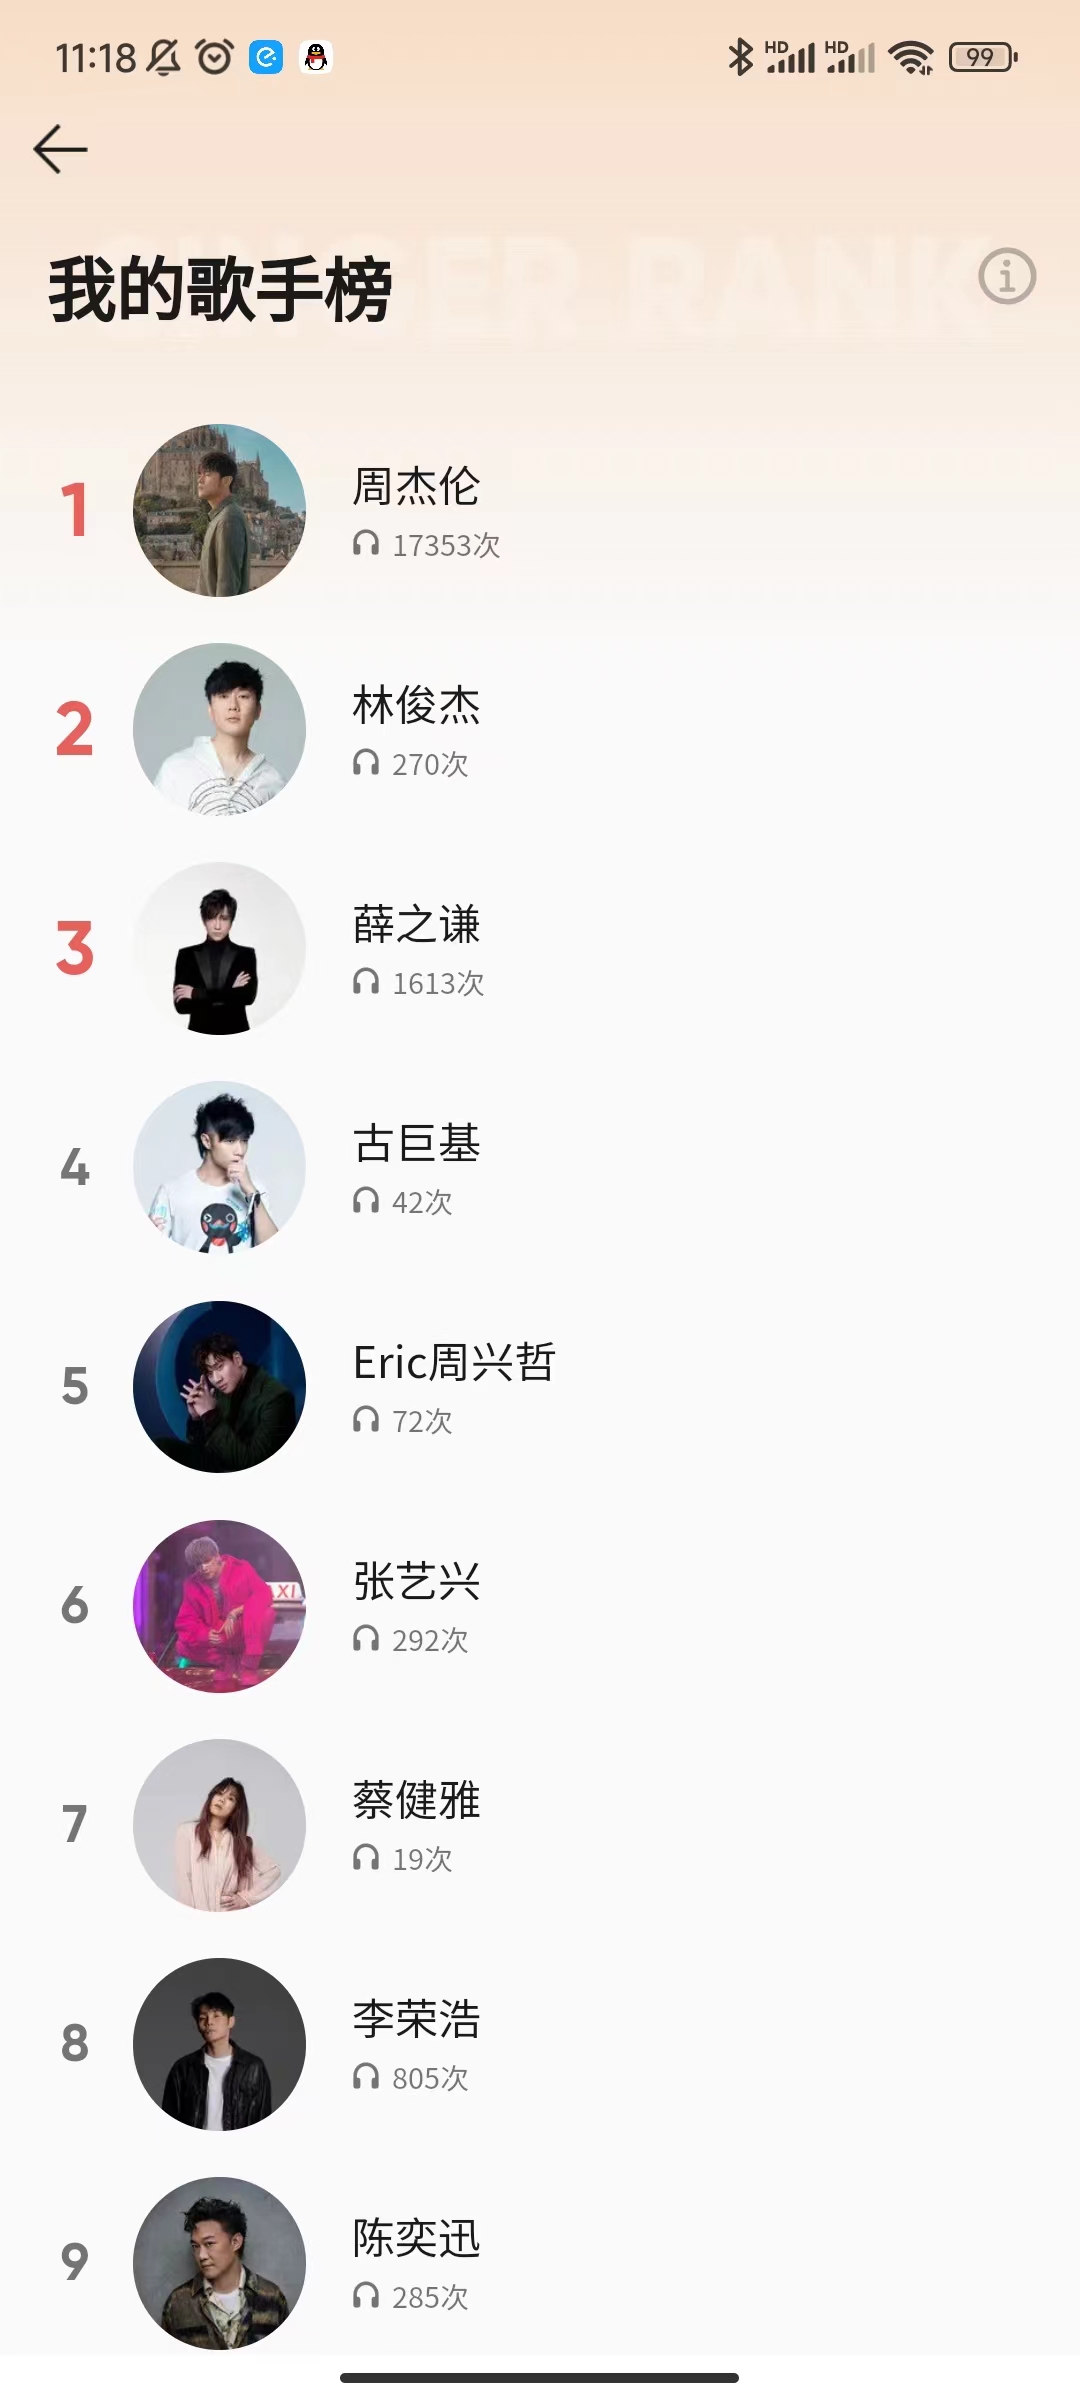 11:18 HD HD 99
SINGER RANK
我的歌手榜
1
周杰伦
17353次
2
林俊杰
270次
3
薛之谦
1613次
4
古巨基
42次
5
Eric周兴哲
72次
6
AXI
张艺兴
292次
7
蔡健雅
19次
8
李荣浩
805次
9
陈奕迅
285次